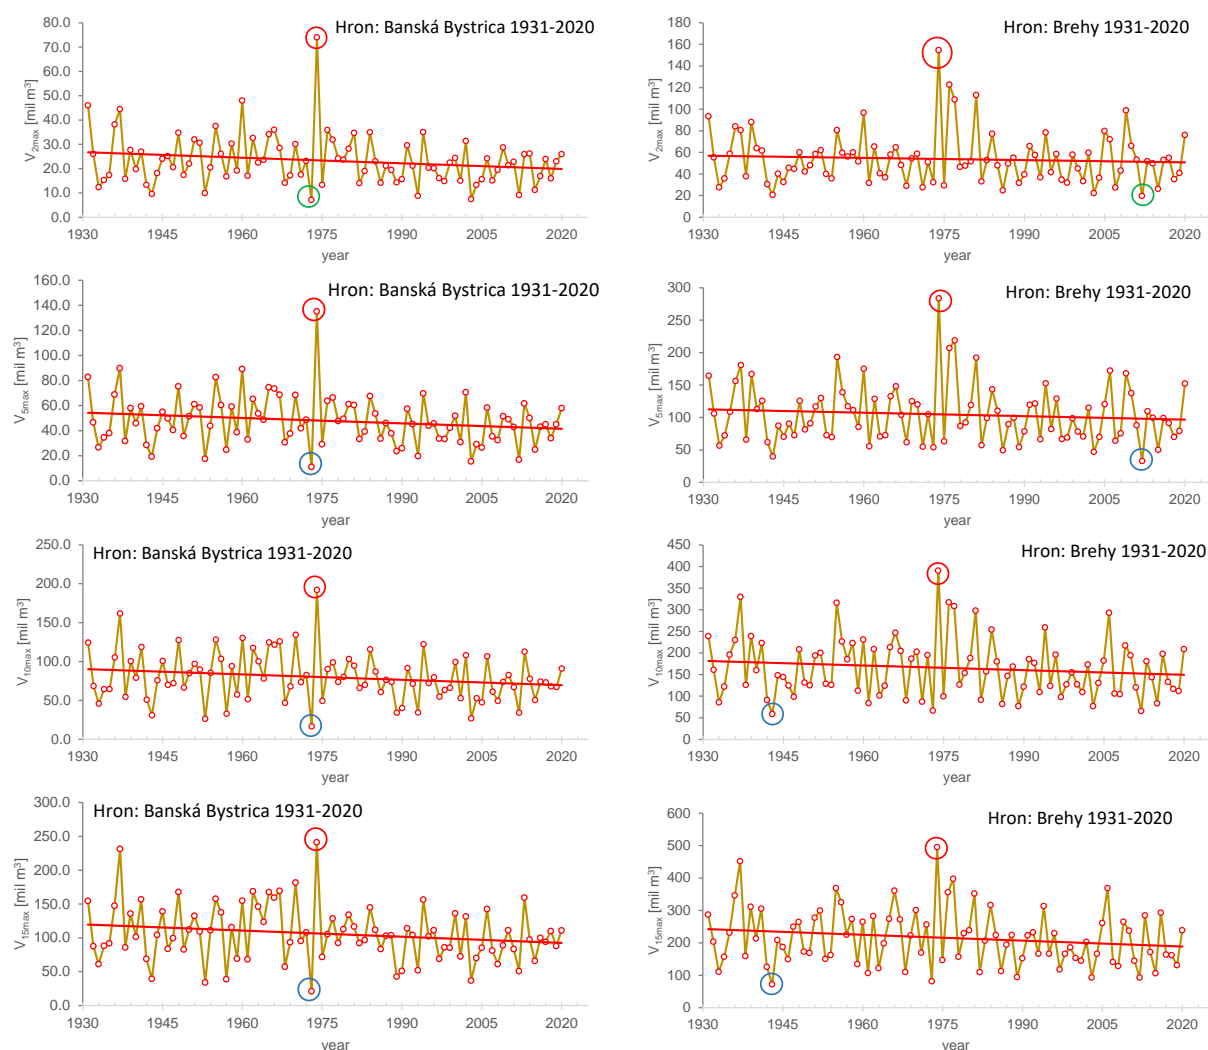 Hron: Banská Bystrica 1931-2020
80.0
70.0
60.0
50.0
40.0
30.0
20.0
10.0
0.0
V2max [mil m³]
1930 1945 1960 1975 1990 2005 2020
year
Hron: Brehy 1931-2020
180
160
140
120
100
80
60
40
20
0
V2max [mil m³]
1930 1945 1960 1975 1990 2005 2020
year
Hron: Banská Bystrica 1931-2020
160.0
140.0
120.0
100.0
80.0
60.0
40.0
20.0
0.0
V5max [mil m³]
1930 1945 1960 1975 1990 2005 2020
year
Hron: Brehy 1931-2020
300
250
200
150
100
50
0
V5max [mil m³]
1930 1945 1960 1975 1990 2005 2020
year
Hron: Banská Bystrica 1931-2020
250.0
200.0
150.0
100.0
50.0
0.0
V10max [mil m³]
1930 1945 1960 1975 1990 2005 2020
year
Hron: Brehy 1931-2020
450
400
350
300
250
200
150
100
50
0
V10max [mil m³]
1930 1945 1960 1975 1990 2005 2020
year
Hron: Banská Bystrica 1931-2020
300.0
250.0
200.0
150.0
100.0
50.0
0.0
V15max [mil m³]
1930 1945 1960 1975 1990 2005 2020
year
Hron: Brehy 1931-2020
600
500
400
300
200
100
0
V15max [mil m³]
1930 1945 1960 1975 1990 2005 2020
year